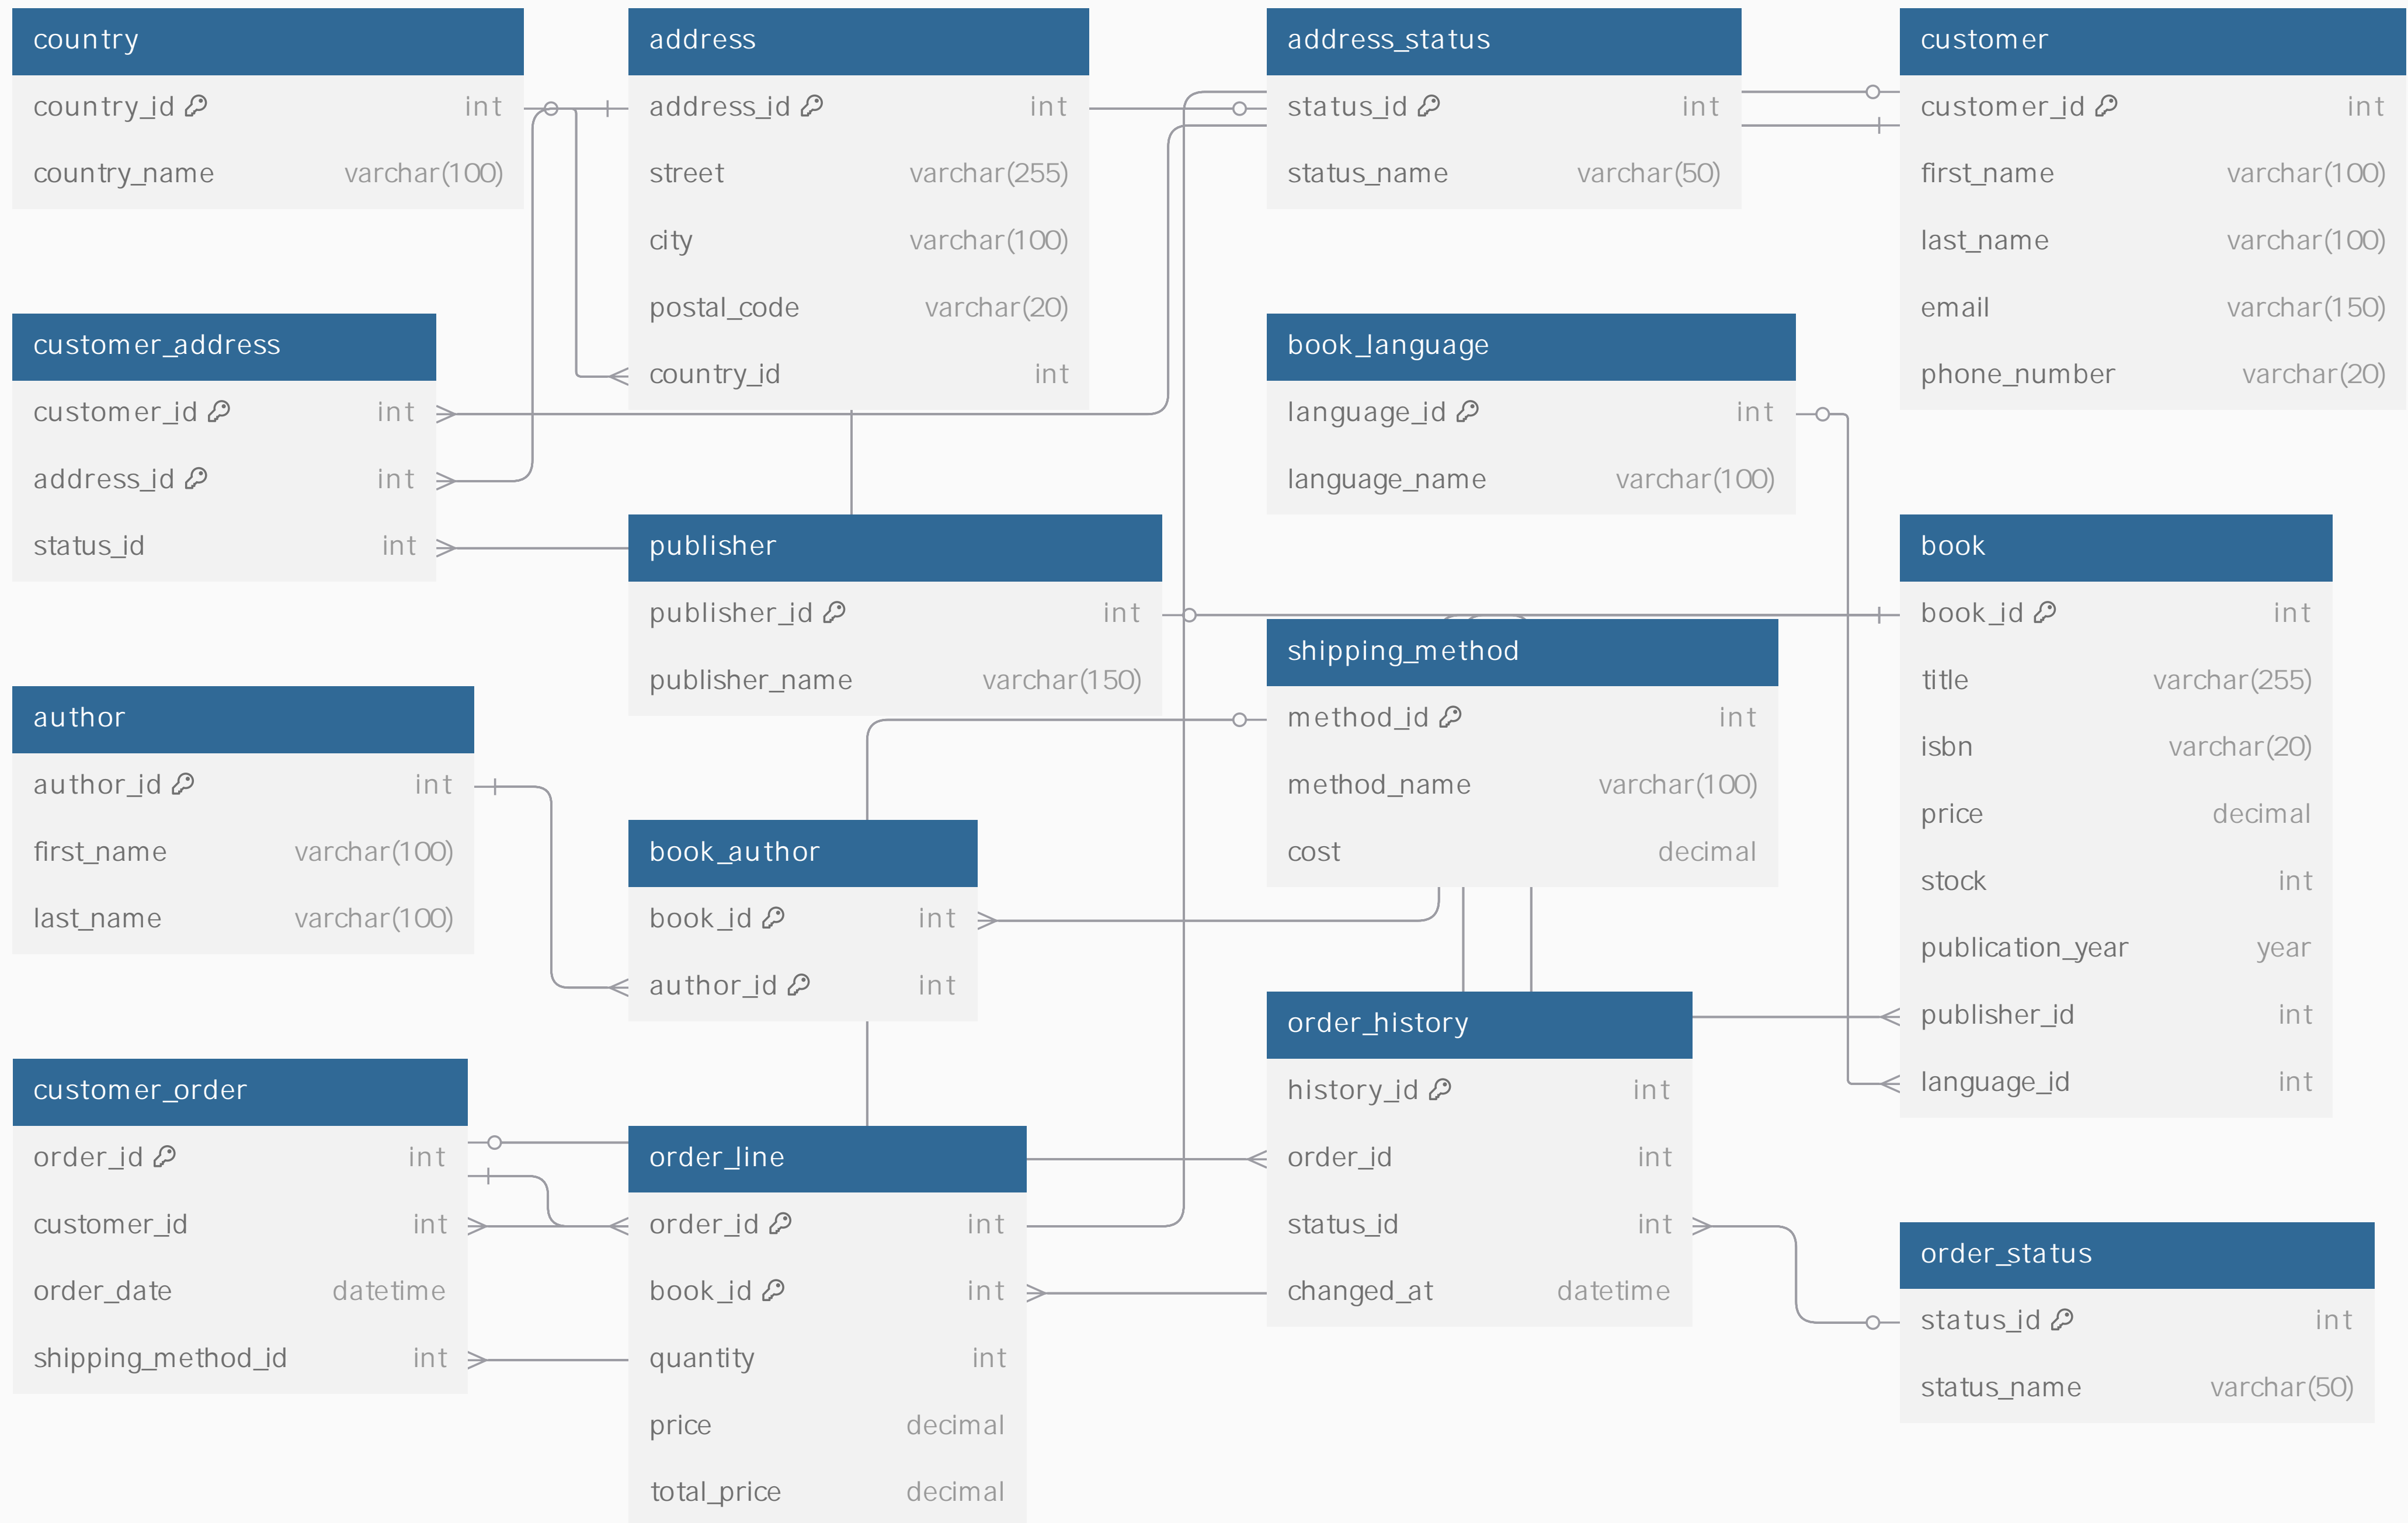 country
country_id int
country_name varchar(100)
address
address_id int
street varchar(255)
city varchar(100)
postal_code varchar(20)
country_id int
address_status
status_id int
status_name varchar(50)
customer
customer_id int
first_name varchar(100)
last_name varchar(100)
email varchar(150)
phone_number varchar(20)
customer_address
customer_id int
address_id int
status_id int
book_language
language_id int
language_name varchar(100)
publisher
publisher_id int
publisher_name varchar(150)
book
book_id int
title varchar(255)
isbn varchar(20)
price decimal
stock int
publication_year year
publisher_id int
language_id int
shipping_method
method_id int
method_name varchar(100)
cost decimal
author
author_id int
first_name varchar(100)
last_name varchar(100)
book_author
book_id int
author_id int
order_history
history_id int
order_id int
status_id int
changed_at datetime
customer_order
order_id int
customer_id int
order_date datetime
shipping_method_id int
order_line
order_id int
book_id int
quantity int
price decimal
total_price decimal
order_status
status_id int
status_name varchar(50)